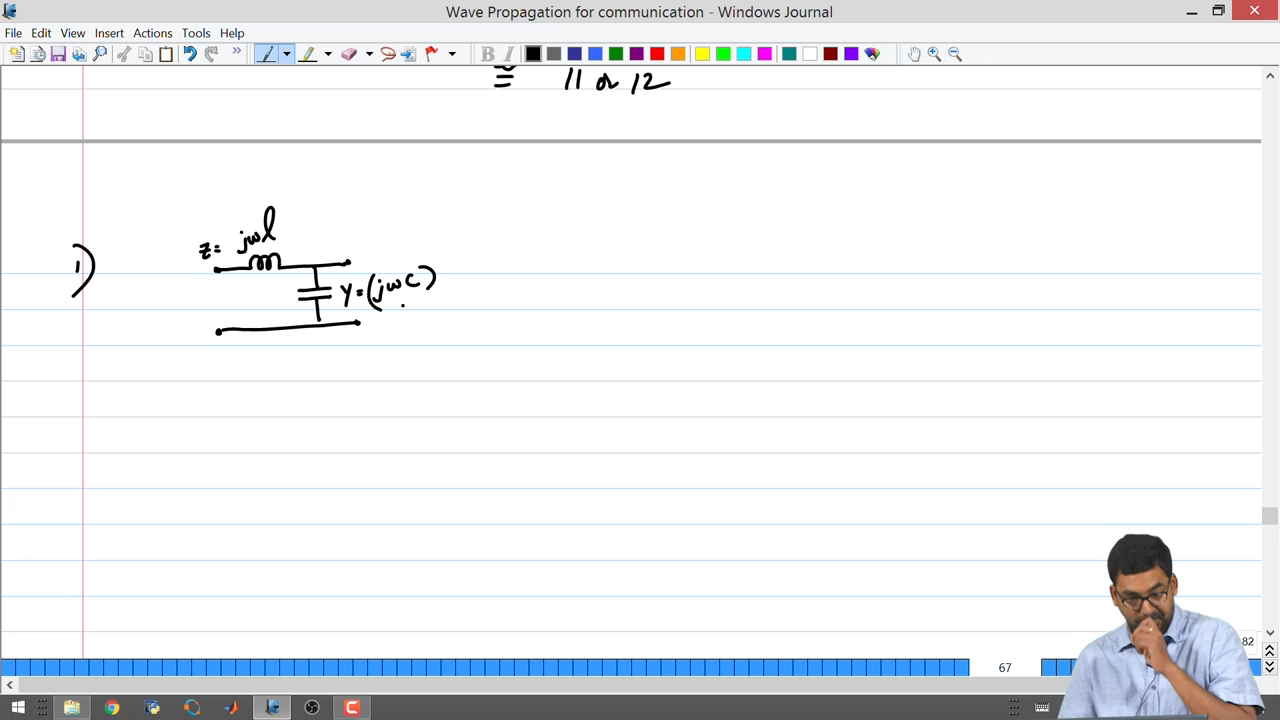 Wave Propagation for communication - Windows Journal
File Edit View Insert Actions Tools Help
≅ 11 or 12
1)
z= jωl
Y=(jωc)
82
67